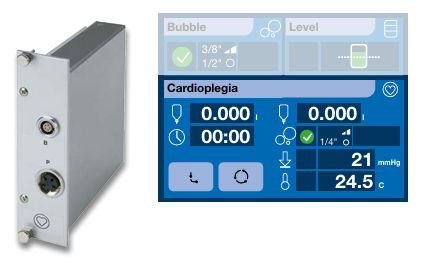 Bubble
Level
3/8"
1/2"
Cardioplegia
0.000 l
0.000 l
00:00
1/4"
21 mmHg
24.5 c
B
P